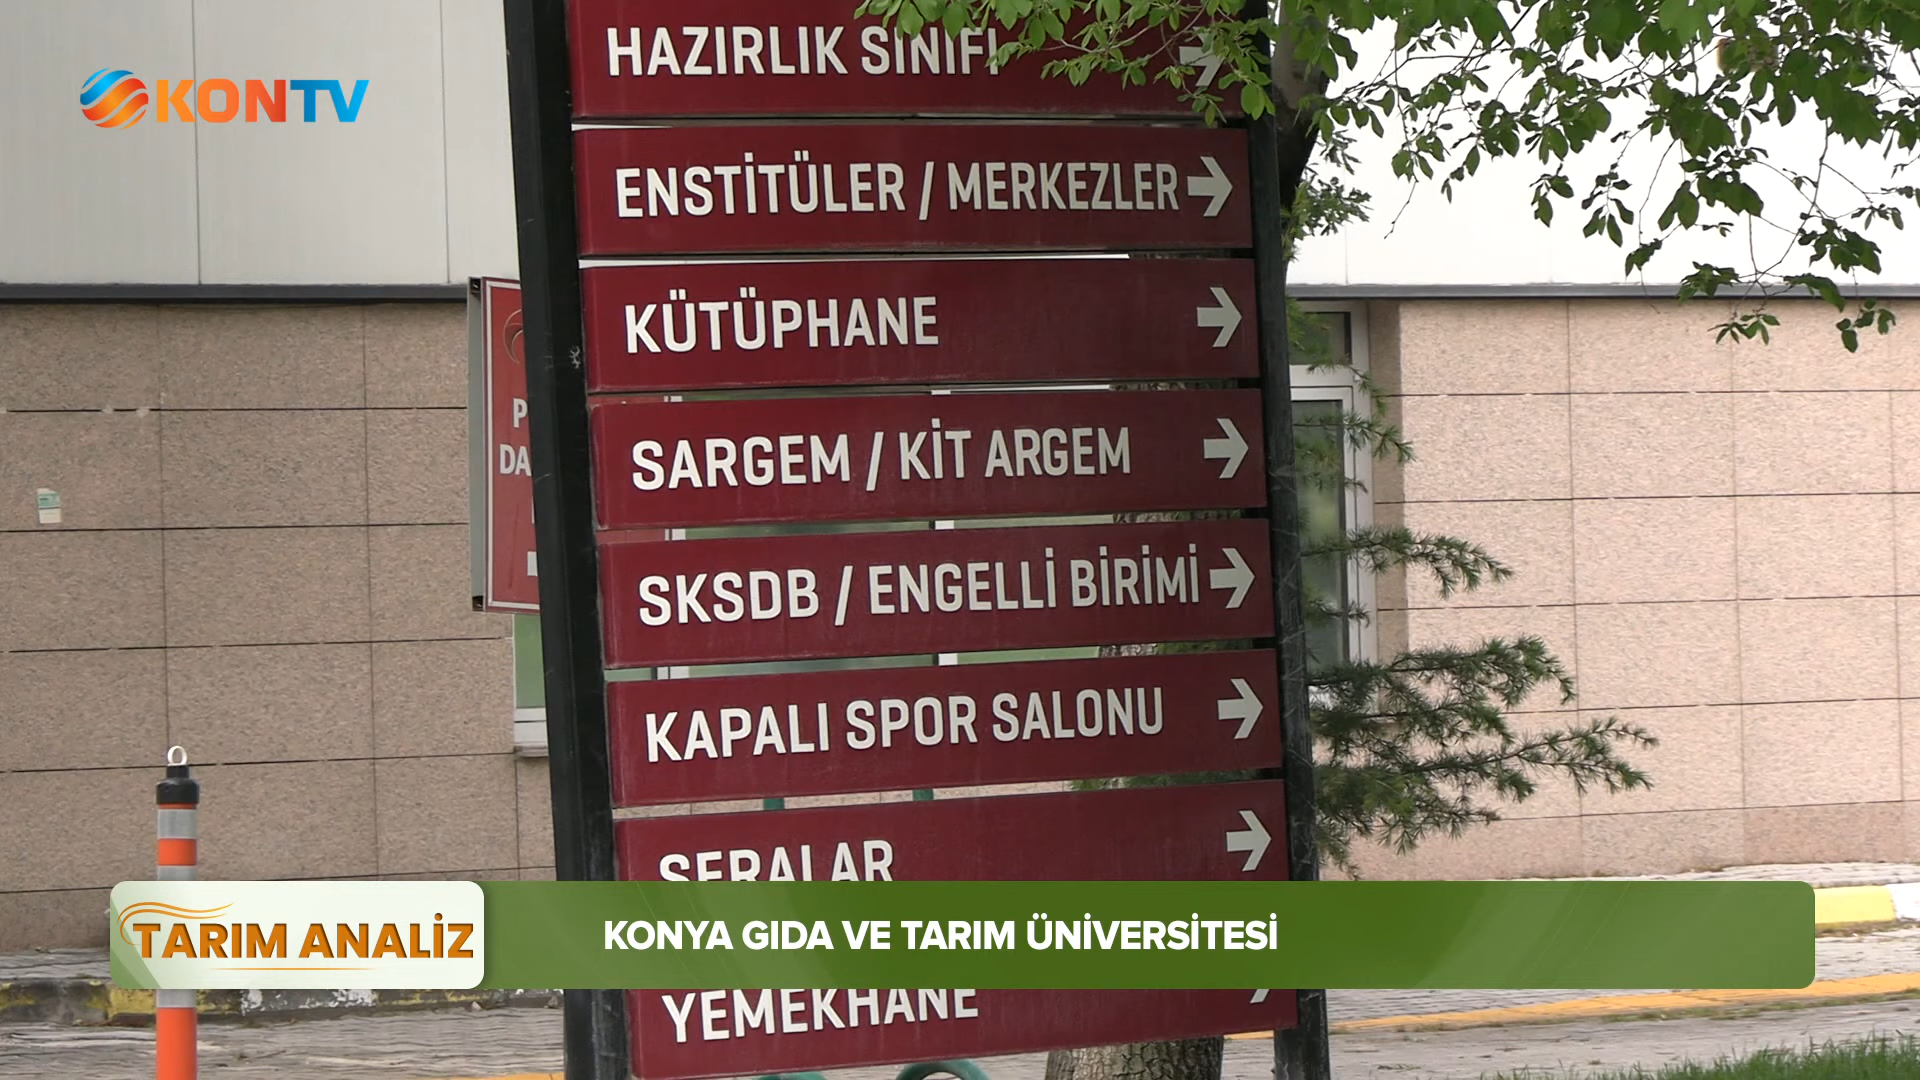 KONTV
HAZIRLIK SINIFI
ENSTİTÜLER / MERKEZLER
KÜTÜPHANE
SARGEM / KİT ARGEM
SKSDB / ENGELLİ BİRİMİ
KAPALI SPOR SALONU
SERALAR
TARIM ANALİZ
KONYA GIDA VE TARIM ÜNİVERSİTESİ
YEMEKHANE